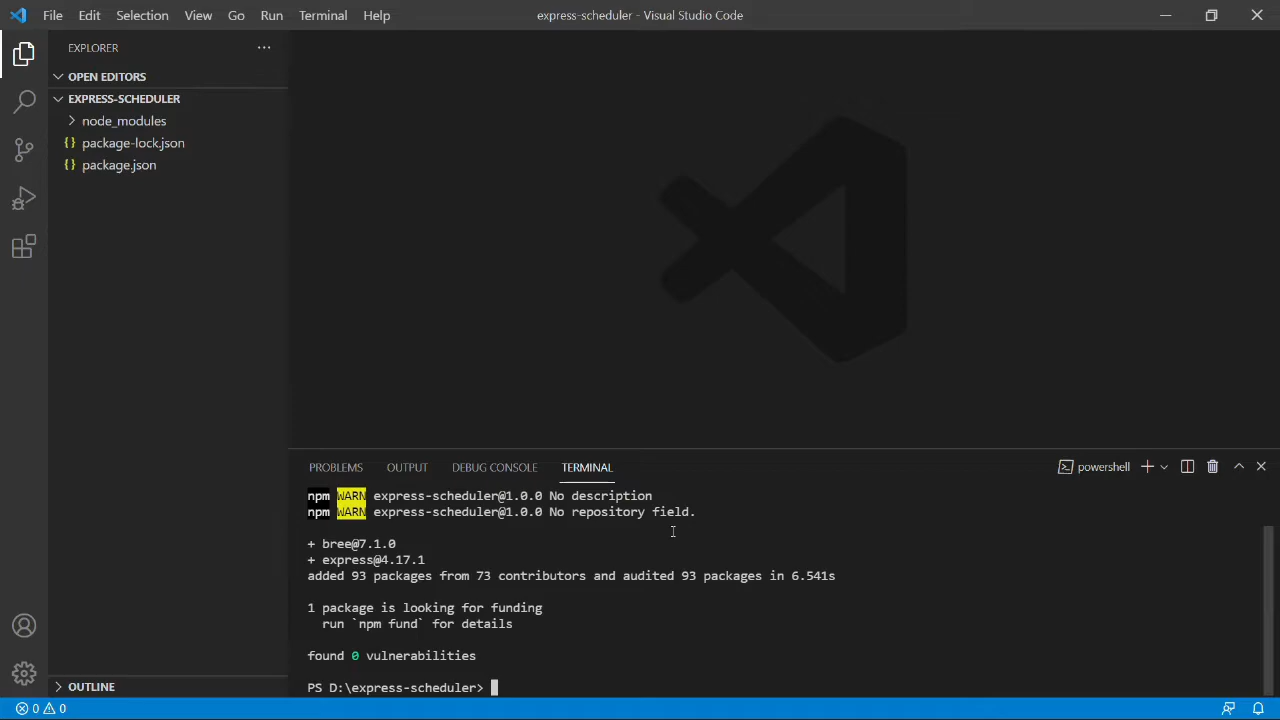 File Edit Selection View Go Run Terminal Help express-scheduler - Visual Studio Code
EXPLORER
OPEN EDITORS
EXPRESS-SCHEDULER
node_modules
{} package-lock.json
{} package.json
OUTLINE
PROBLEMS OUTPUT DEBUG CONSOLE TERMINAL powershell
npm WARN express-scheduler@1.0.0 No description
npm WARN express-scheduler@1.0.0 No repository field.
+ bree@7.1.0
+ express@4.17.1
added 93 packages from 73 contributors and audited 93 packages in 6.541s
1 package is looking for funding
run `npm fund` for details
found 0 vulnerabilities
PS D:\express-scheduler>
0 0